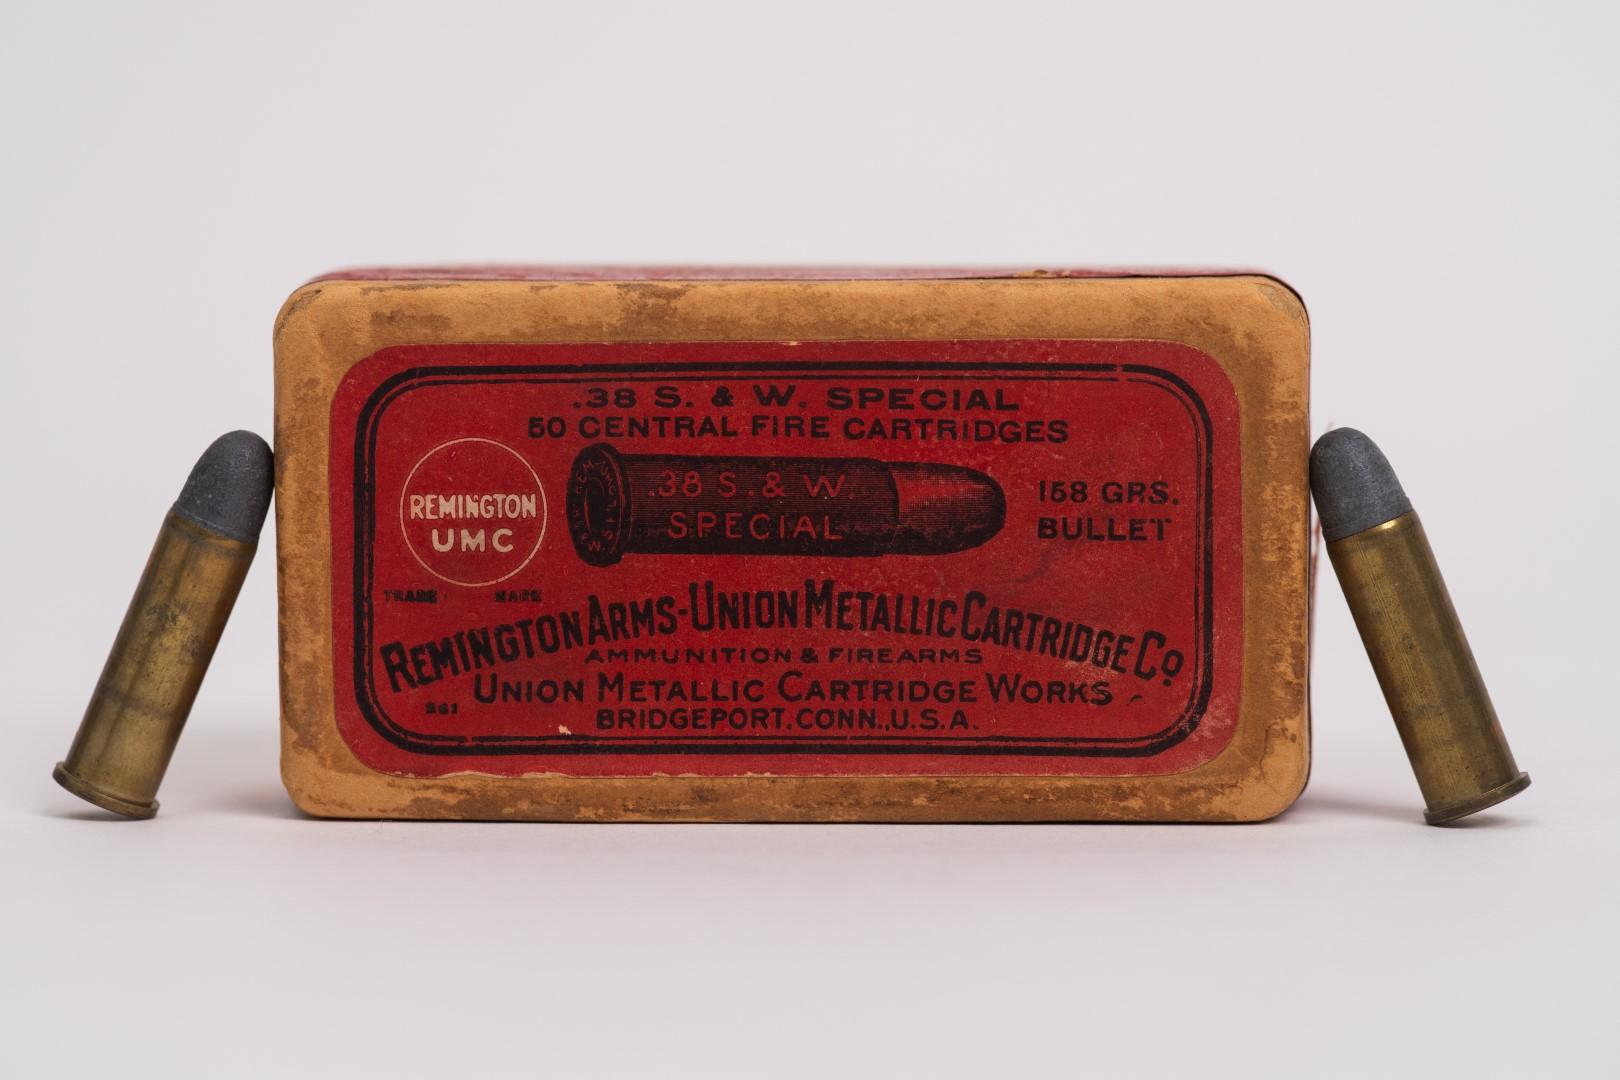 .38 S. & W. SPECIAL
50 CENTRAL FIRE CARTRIDGES
REMINGTON
UMC
TRADE MARK
.38 S. & W.
SPECIAL
158 GRS.
BULLET
REMINGTON ARMS-UNION METALLIC CARTRIDGE CO
AMMUNITION & FIREARMS
UNION METALLIC CARTRIDGE WORKS
261
BRIDGEPORT, CONN., U.S.A.